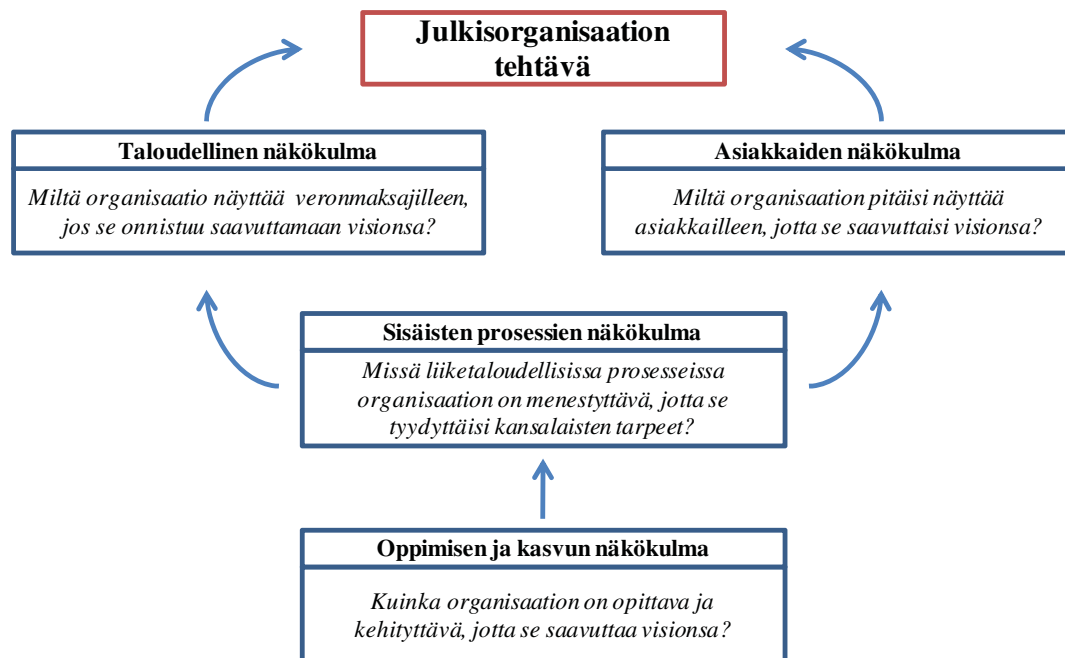 Julkisorganisaation
tehtävä
Taloudellinen näkökulma
Miltä organisaatio näyttää veronmaksajilleen,
jos se onnistuu saavuttamaan visionsa?
Asiakkaiden näkökulma
Miltä organisaation pitäisi näyttää
asiakkailleen, jotta se saavuttaisi visionsa?
Sisäisten prosessien näkökulma
Missä liiketaloudellisissa prosesseissa
organisaation on menestyttävä, jotta se
tyydyttäisi kansalaisten tarpeet?
Oppimisen ja kasvun näkökulma
Kuinka organisaation on opittava ja
kehityttävä, jotta se saavuttaa visionsa?